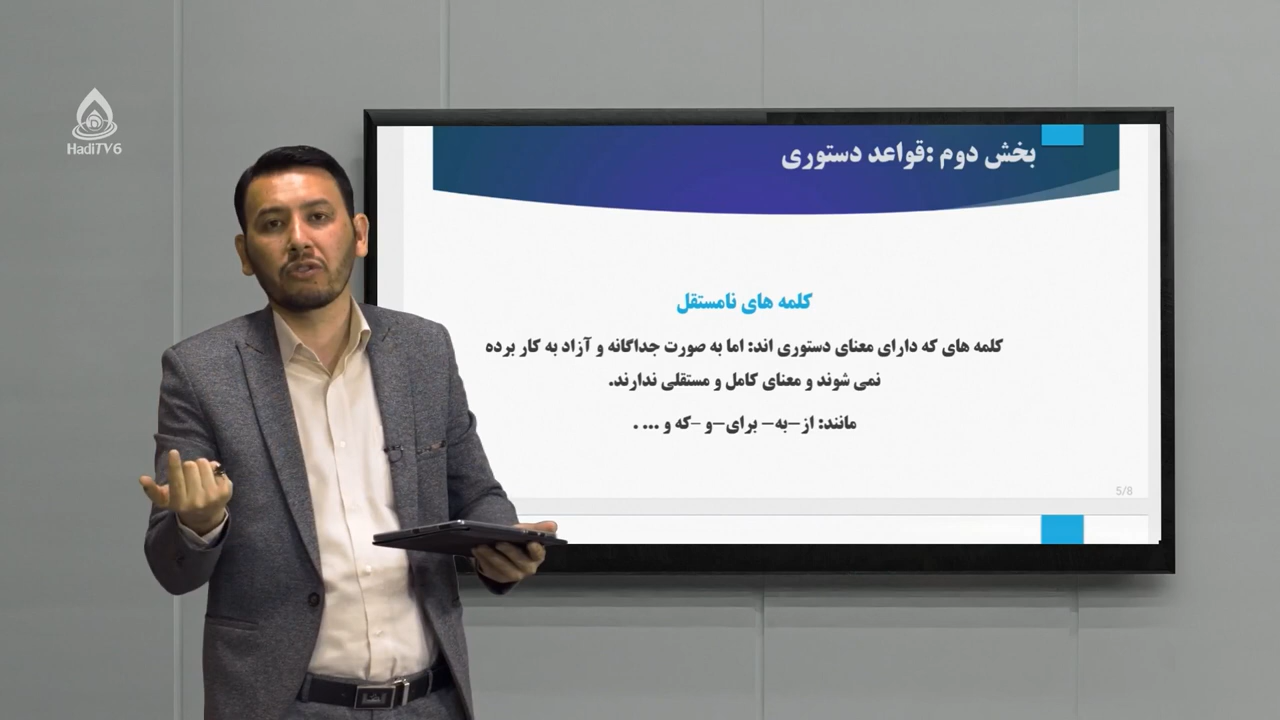 HadiTV6
بخش دوم :قواعد دستوری
کلمه های نامستقل
کلمه های که دارای معنای دستوری اند: اما به صورت جداگانه و آزاد به کار برده
نمی شوند و معنای کامل و مستقلی ندارند.
مانند: از–به– برای–و –که و ... .
5/8